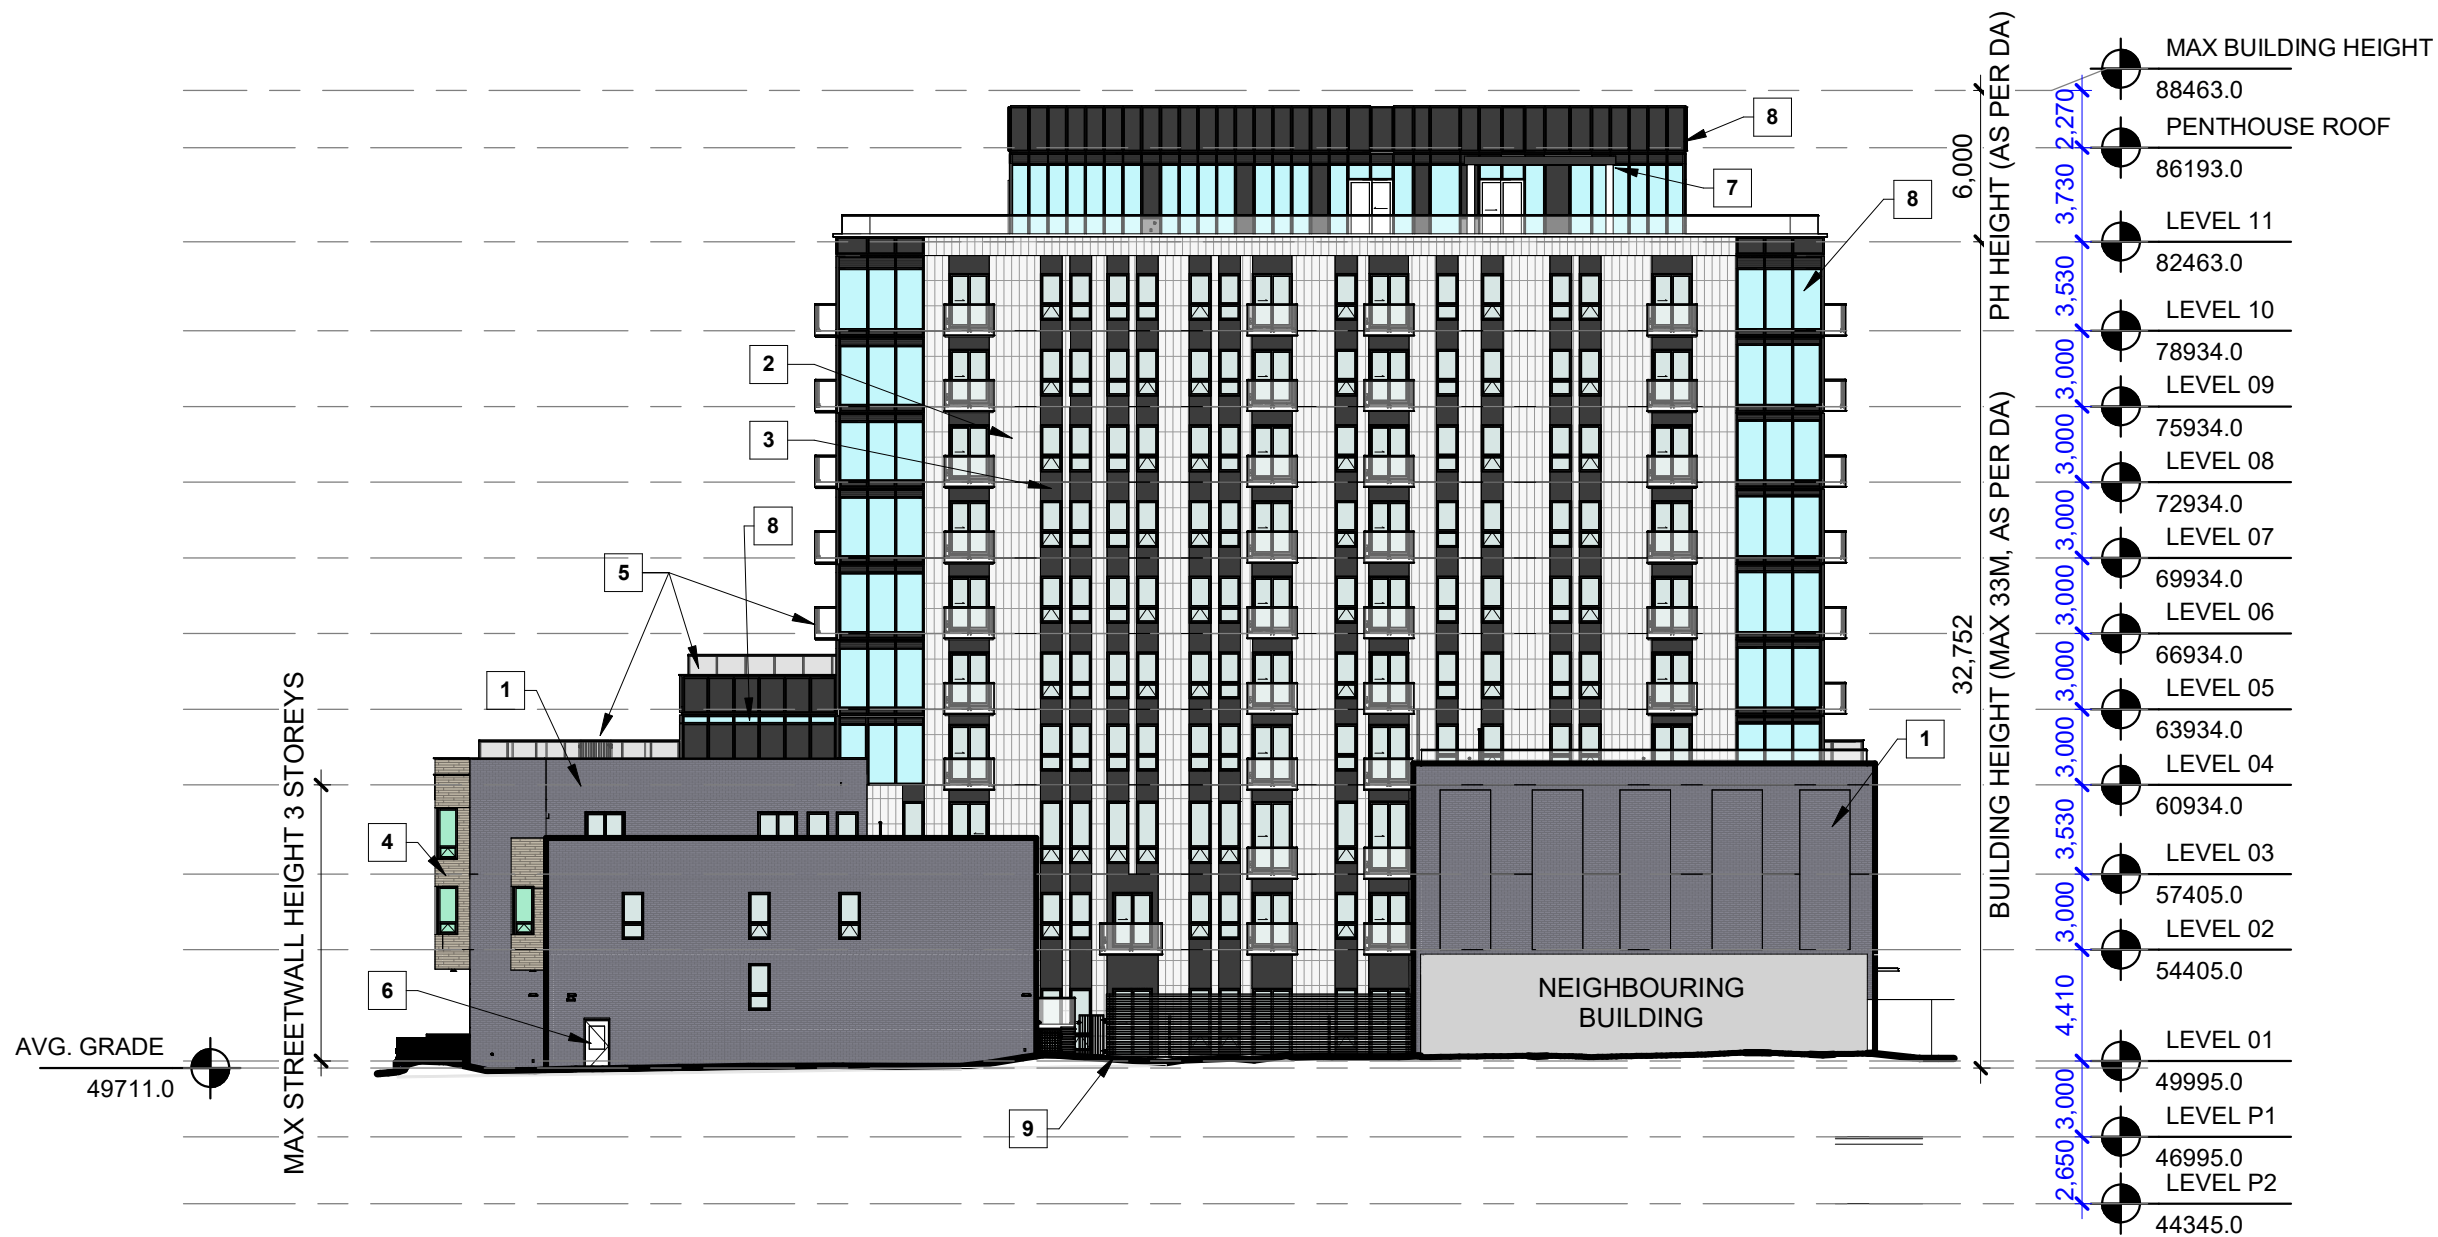 MAX BUILDING HEIGHT
88463.0
PENTHOUSE ROOF
86193.0
LEVEL 11
82463.0
LEVEL 10
78934.0
LEVEL 09
75934.0
LEVEL 08
72934.0
LEVEL 07
69934.0
LEVEL 06
66934.0
LEVEL 05
63934.0
LEVEL 04
60934.0
LEVEL 03
57405.0
LEVEL 02
54405.0
LEVEL 01
49995.0
LEVEL P1
46995.0
LEVEL P2
44345.0
2,270
3,730
3,530
3,000
3,000
3,000
3,000
3,000
3,000
3,530
3,000
4,410
3,000
2,650
PH HEIGHT (AS PER DA)
6,000
BUILDING HEIGHT (MAX 33M, AS PER DA)
32,752
8
7
8
2
3
8
5
1
1
4
6
9
NEIGHBOURING
BUILDING
MAX STREETWALL HEIGHT 3 STOREYS
AVG. GRADE
49711.0